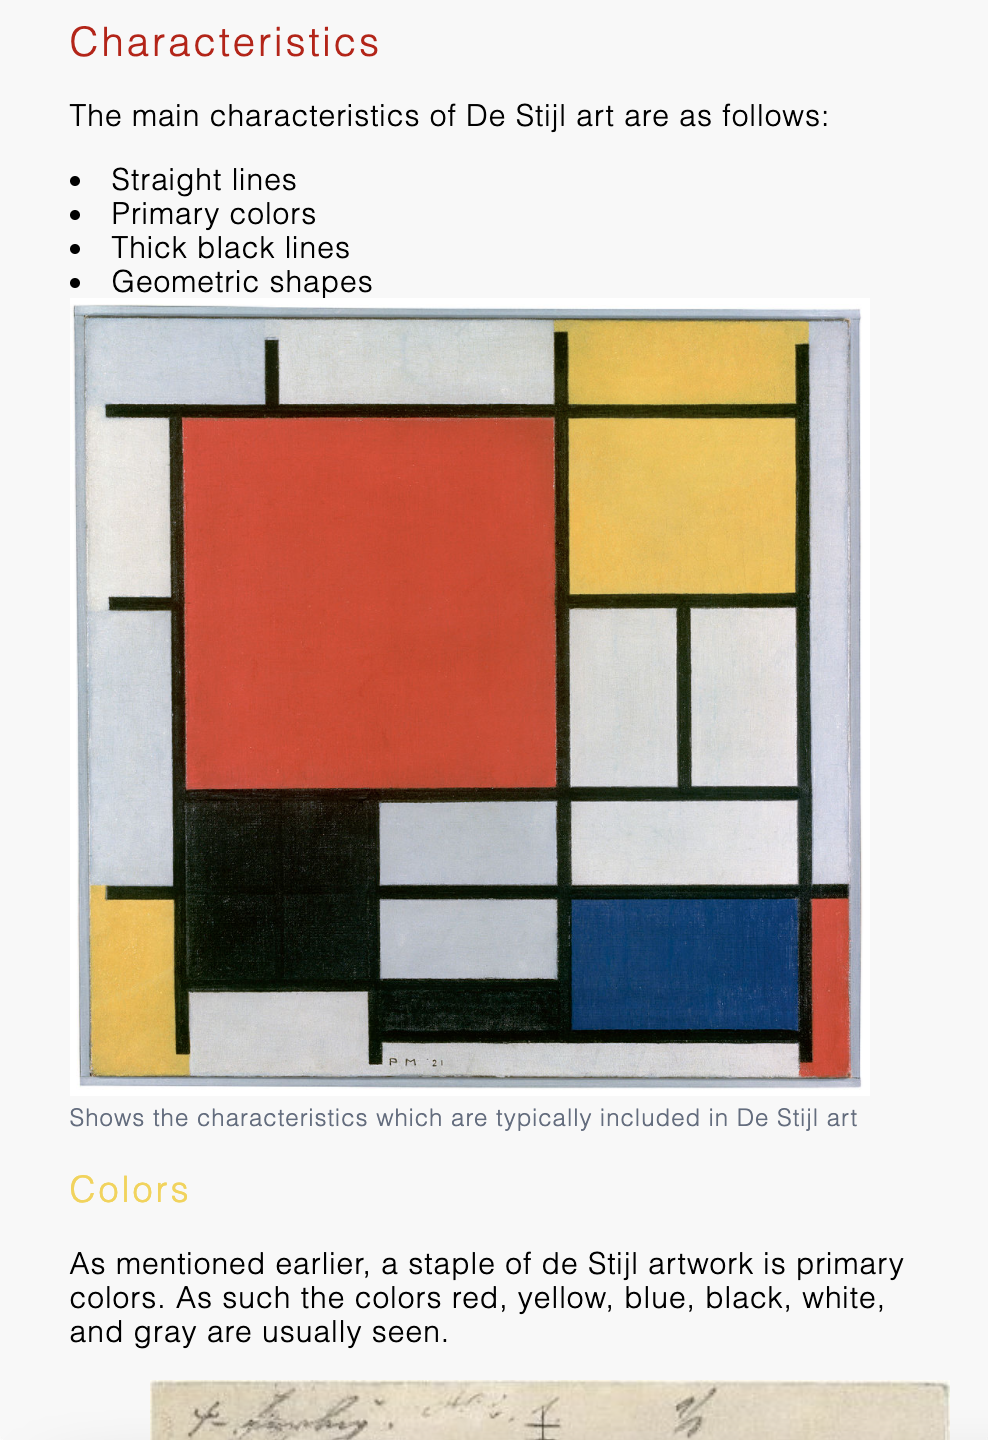 Characteristics
The main characteristics of De Stijl art are as follows:
• Straight lines
• Primary colors
• Thick black lines
• Geometric shapes
P M '21
Shows the characteristics which are typically included in De Stijl art
Colors
As mentioned earlier, a staple of de Stijl artwork is primary
colors. As such the colors red, yellow, blue, black, white,
and gray are usually seen.